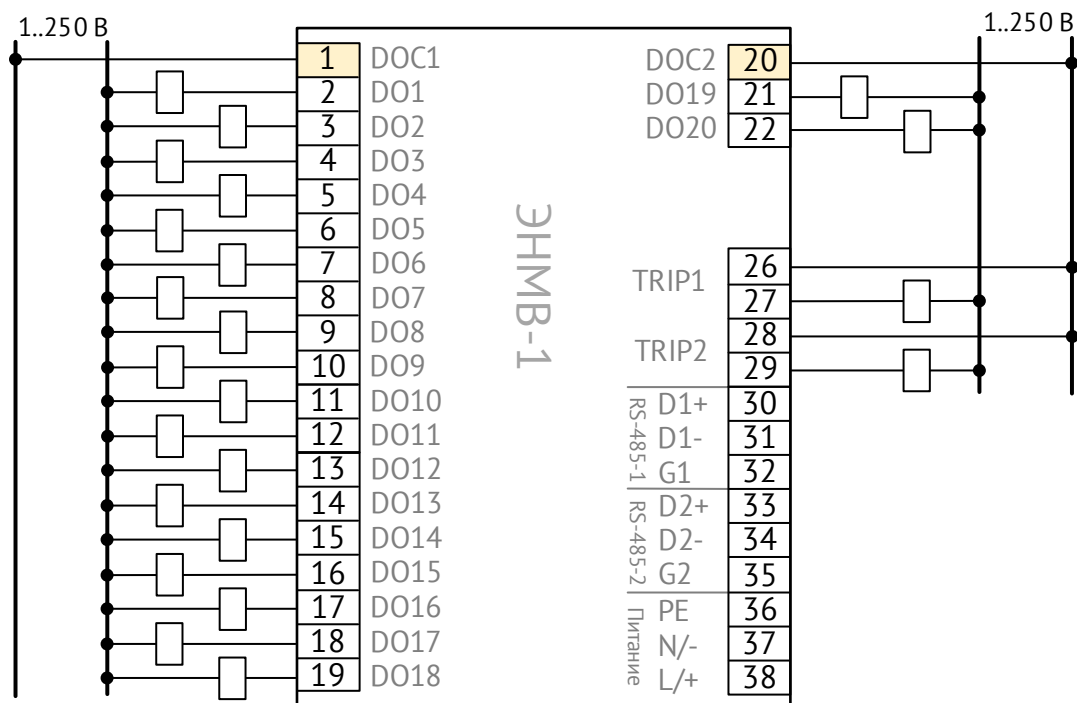 1..250 В
1..250 В
1 DOC1
2 DO1
3 DO2
4 DO3
5 DO4
6 DO5
7 DO6
8 DO7
9 DO8
10 DO9
11 DO10
12 DO11
13 DO12
14 DO13
15 DO14
16 DO15
17 DO16
18 DO17
19 DO18
ЭНМВ-1
DOC2 20
DO19 21
DO20 22
TRIP1
26
27
TRIP2
28
29
RS-485-1
D1+ 30
D1- 31
G1 32
RS-485-2
D2+ 33
D2- 34
G2 35
Питание
PE 36
N/- 37
L/+ 38